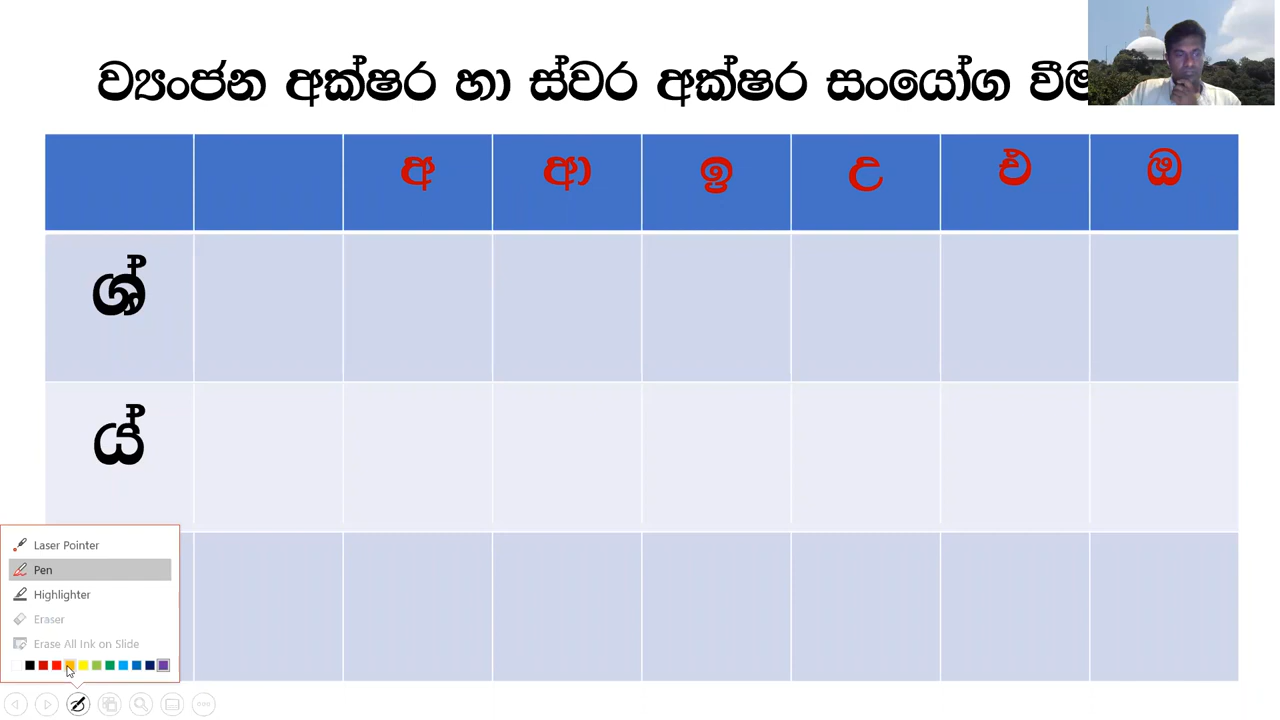 ව්‍යංජන අක්ෂර හා ස්වර අක්ෂර සංයෝග
අ ආ ඉ උ එ ඔ
ශ්
ය්
Laser Pointer
Pen
Highlighter
Eraser
Erase All Ink on Slide